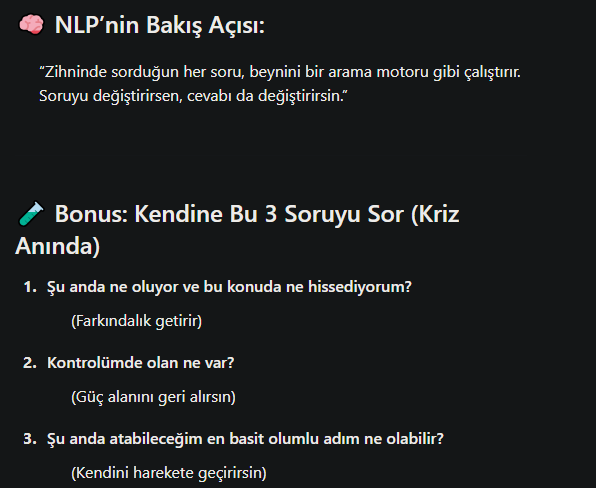 🧠 NLP’nin Bakış Açısı:
“Zihninde sorduğun her soru, beynini bir arama motoru gibi çalıştırır.
Soruyu değiştirirsen, cevabı da değiştirirsin.”
🧪 Bonus: Kendine Bu 3 Soruyu Sor (Kriz
Anında)
1. Şu anda ne oluyor ve bu konuda ne hissediyorum?
(Farkındalık getirir)
2. Kontrolümde olan ne var?
(Güç alanını geri alırsın)
3. Şu anda atabileceğim en basit olumlu adım ne olabilir?
(Kendini harekete geçirirsin)